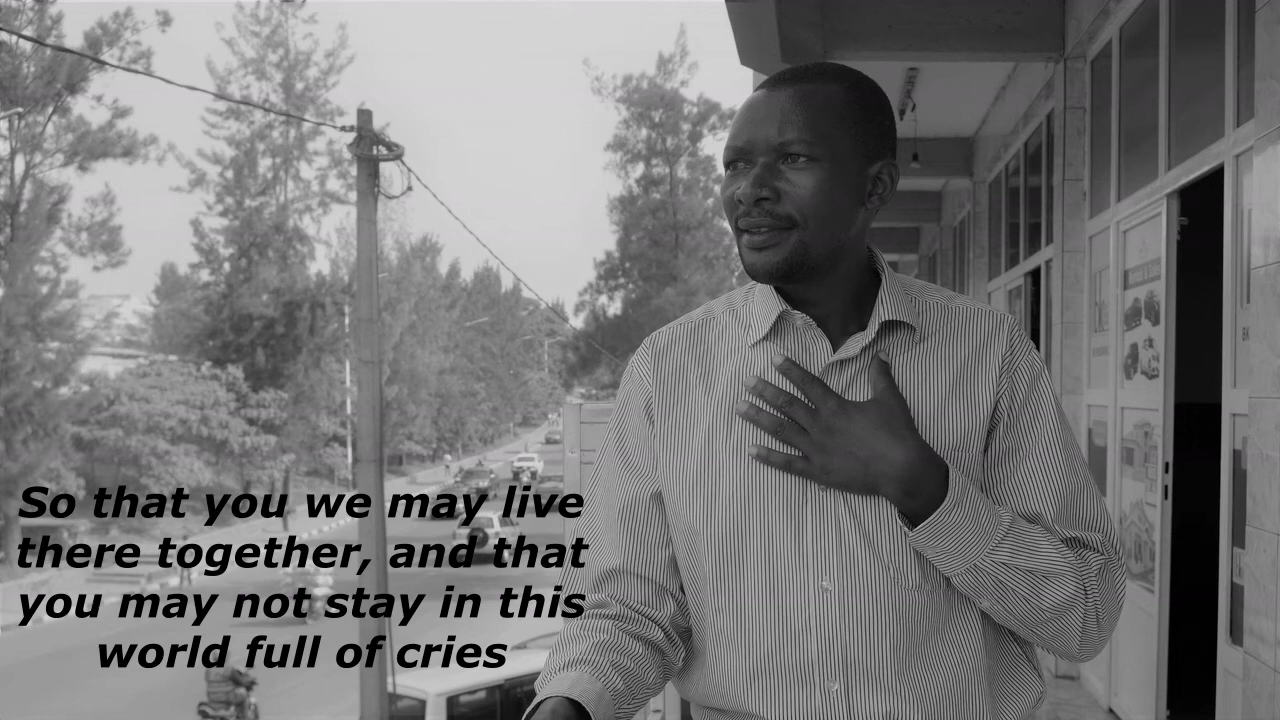 So that you we may live
there together, and that
you may not stay in this
world full of cries